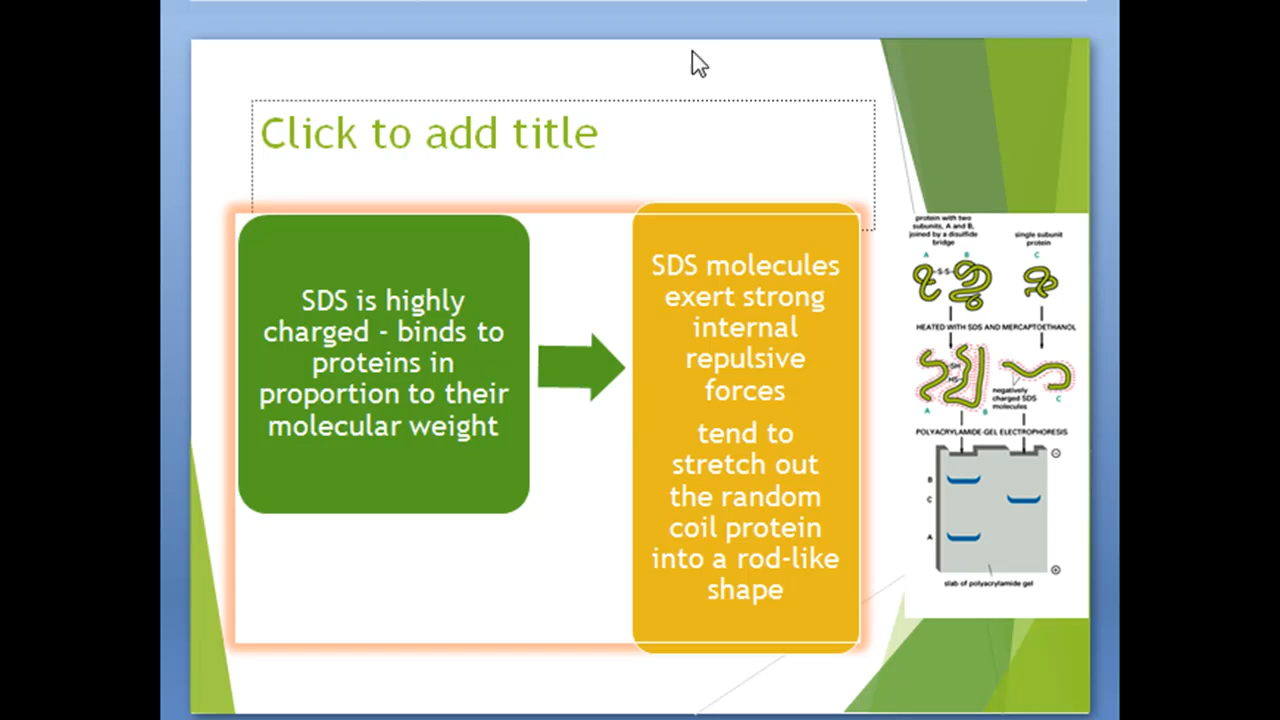 Click to add title
SDS is highly
charged - binds to
proteins in
proportion to their
molecular weight
SDS molecules
exert strong
internal
repulsive
forces
tend to
stretch out
the random
coil protein
into a rod-like
shape
protein with two
subunits, A and B,
joined by a disulfide
bridge
single subunit
protein
A
B
C
S-S
HEATED WITH SDS AND MERCAPTOETHANOL
SH
HS
negatively
charged SDS
molecules
A
B
C
POLYACRYLAMIDE-GEL ELECTROPHORESIS
B
C
A
slab of polyacrylamide gel